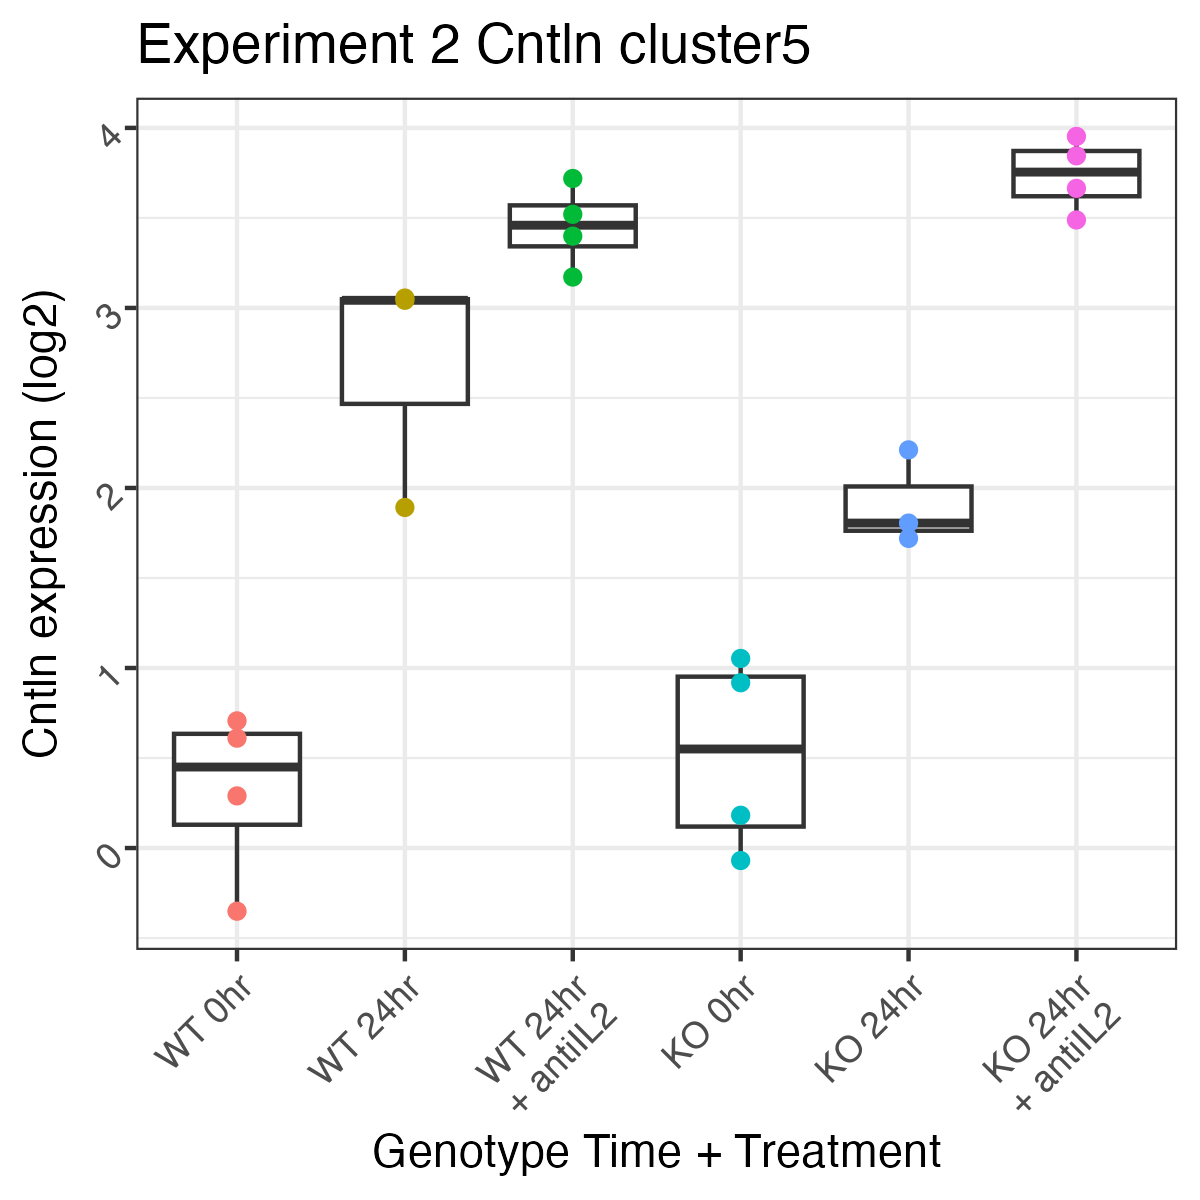 Experiment 2 Cntln cluster5
Cntln expression (log2)
4
3
2
1
0
WT 0hr
WT 24hr
WT 24hr
+ antiIL2
KO 0hr
KO 24hr
KO 24hr
+ antiIL2
Genotype Time + Treatment